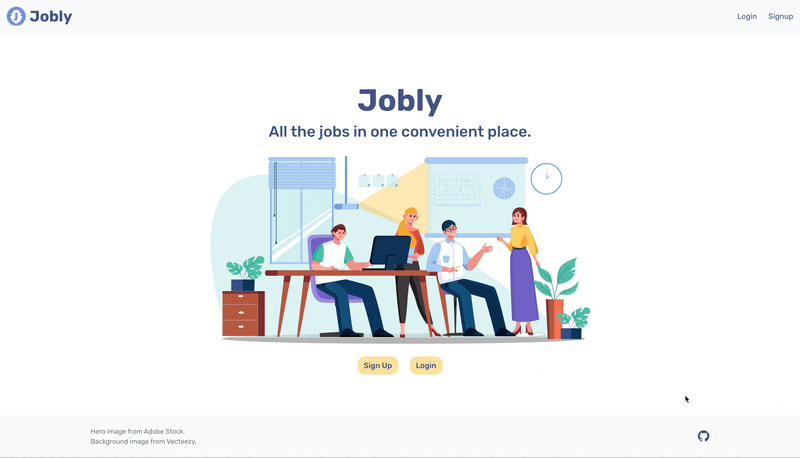 Jobly
Login Signup
Jobly
All the jobs in one convenient place.
Sign Up Login
Hero image from Adobe Stock.
Background image from Vecteezy.